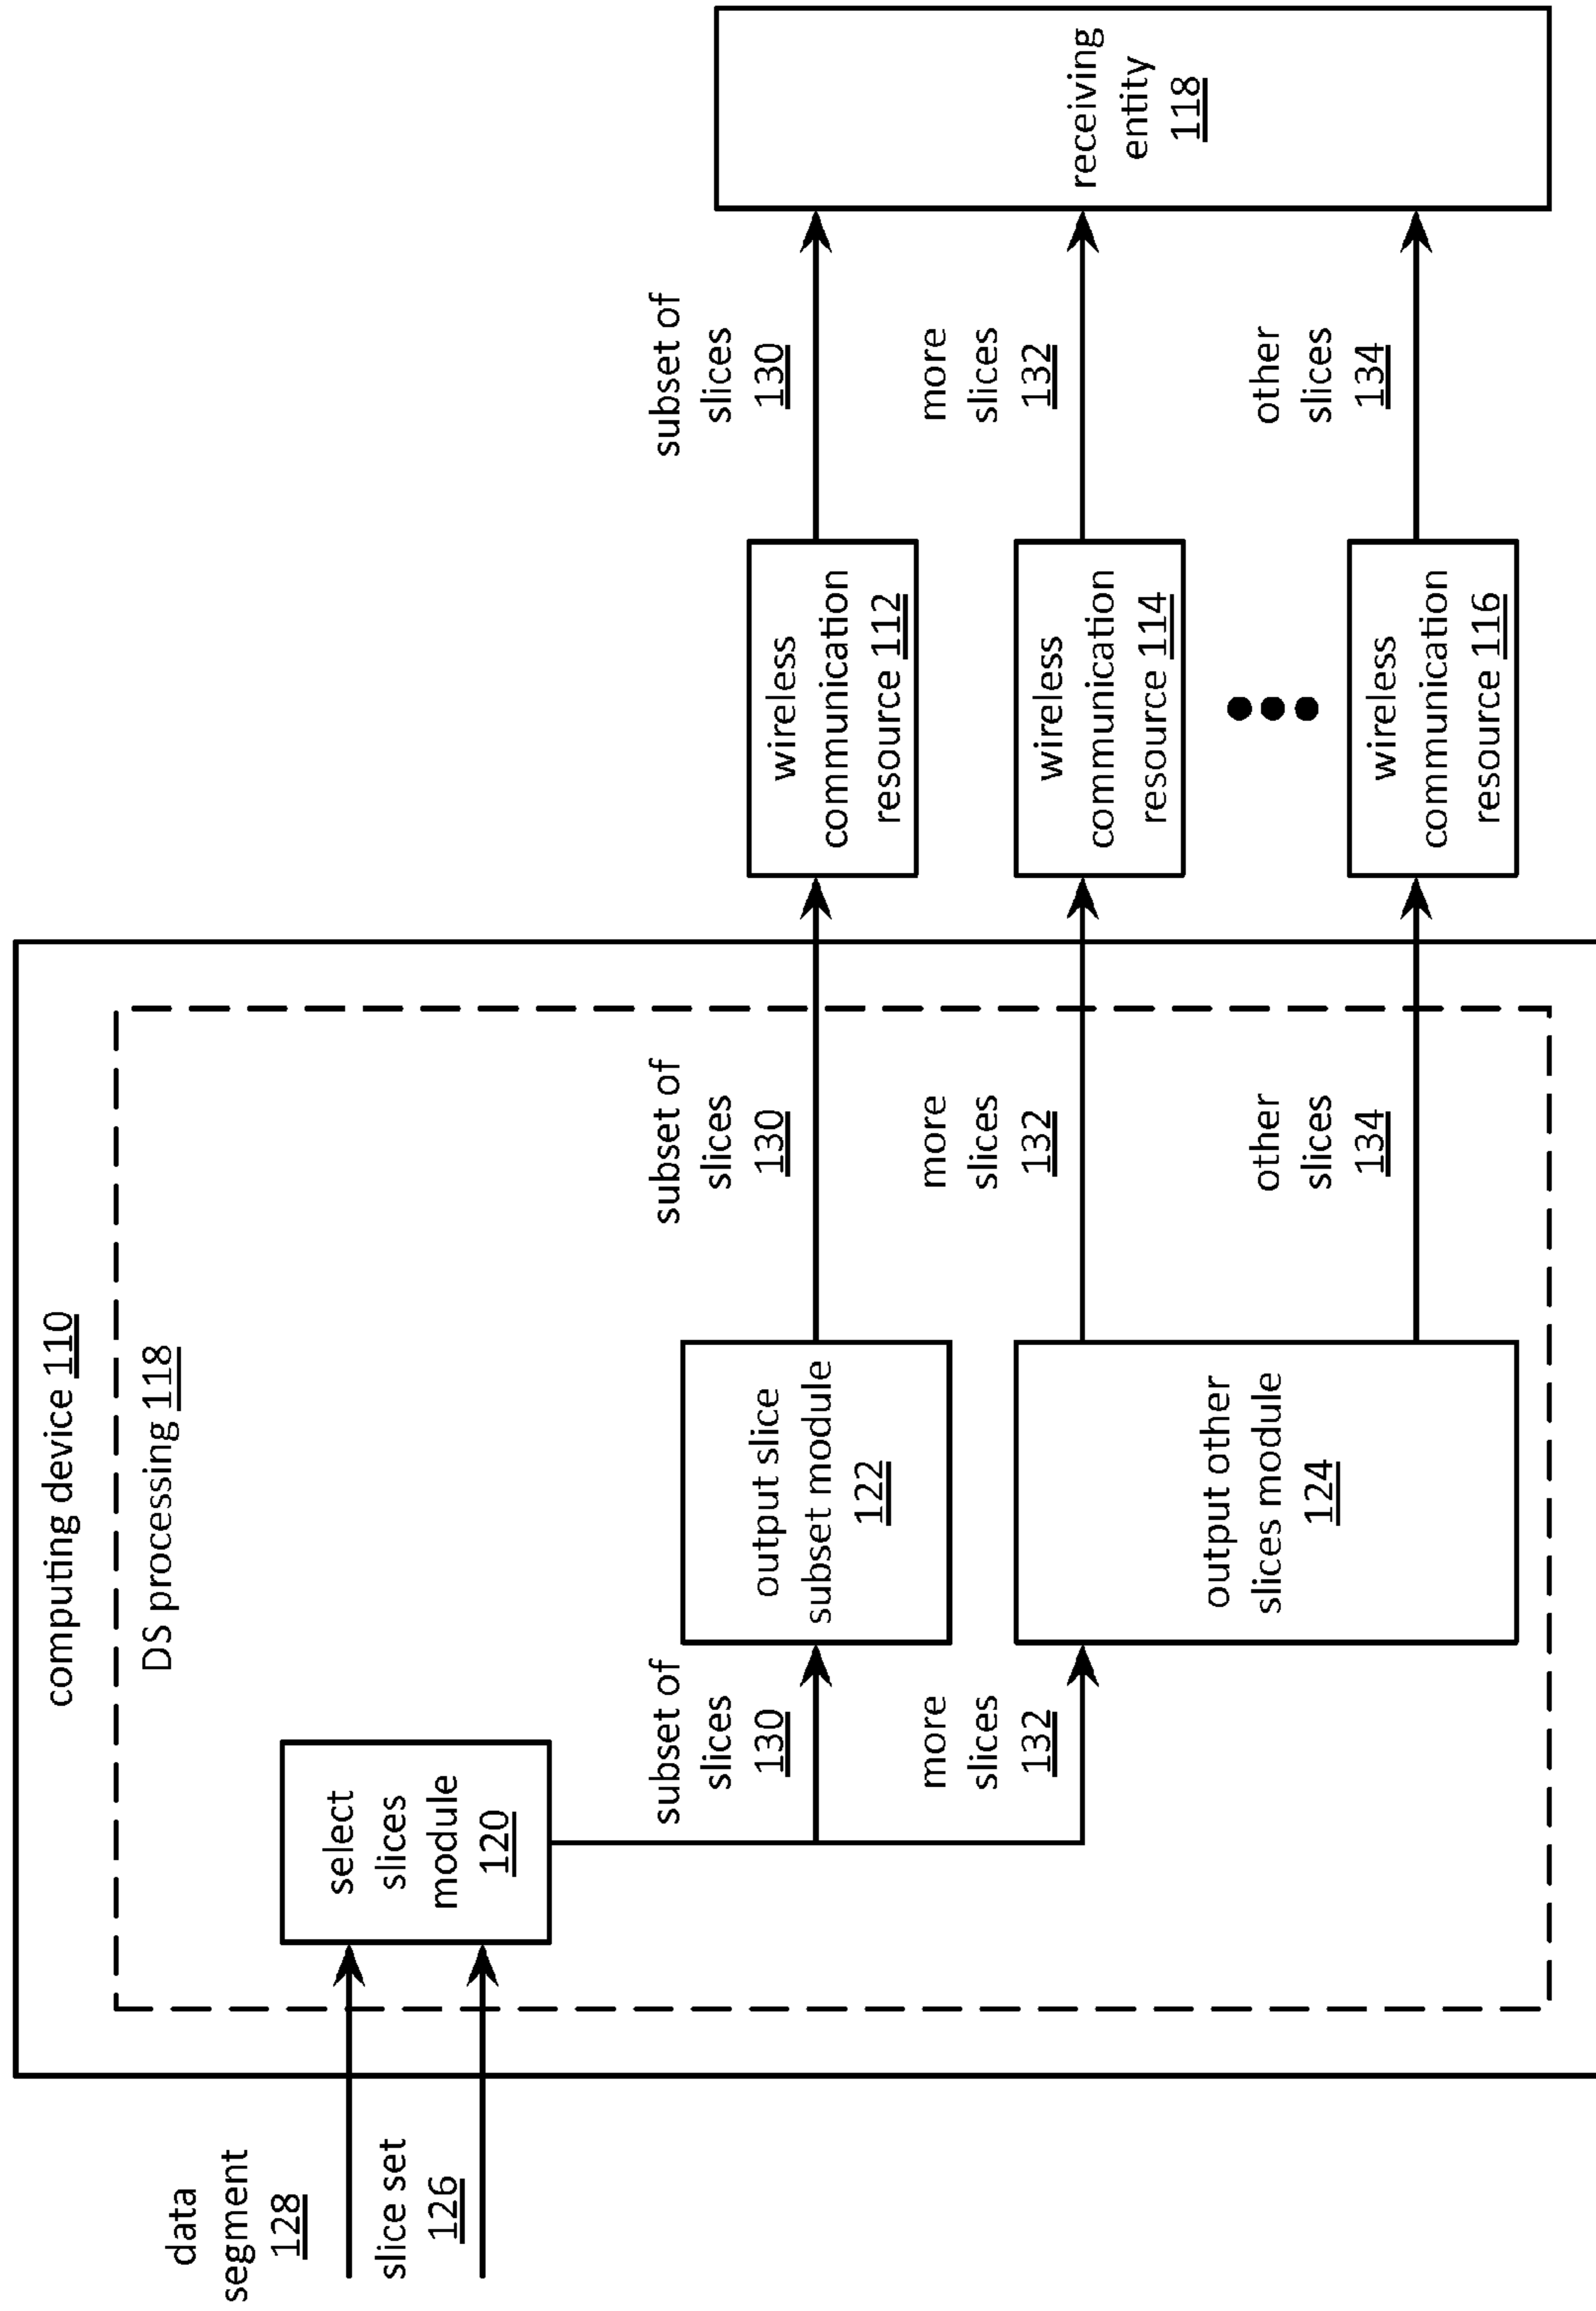 computing device 110
DS processing 118
data
segment
128
slice set
126
select
slices
module
120
subset of
slices
130
more
slices
132
output slice
subset module
122
output other
slices module
124
subset of
slices
130
more
slices
132
other
slices
134
wireless
communication
resource 112
wireless
communication
resource 114
wireless
communication
resource 116
subset of
slices
130
more
slices
132
other
slices
134
receiving
entity
118